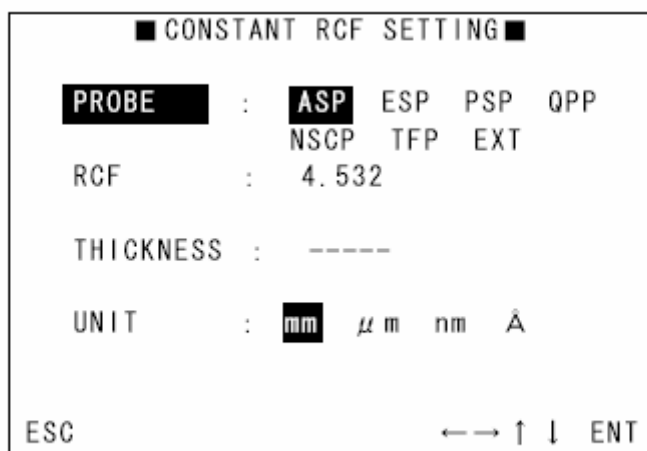 ■CONSTANT RCF SETTING■
PROBE : ASP ESP PSP QPP
NSCP TFP EXT
RCF : 4.532
THICKNESS : -----
UNIT : mm μm nm Å
ESC ←→↑↓ ENT